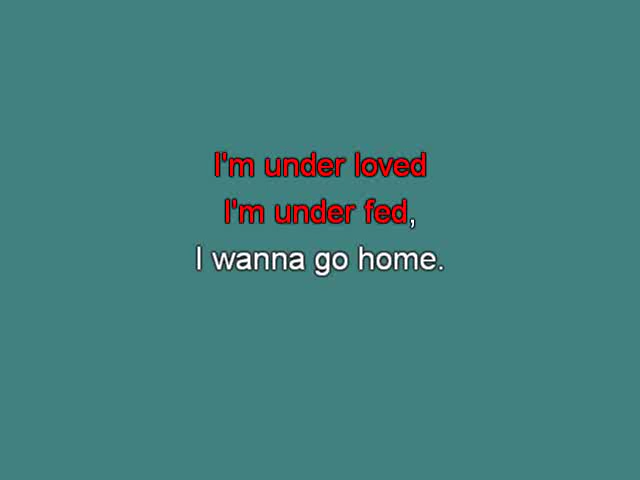 I'm under loved
I'm under fed,
I wanna go home.